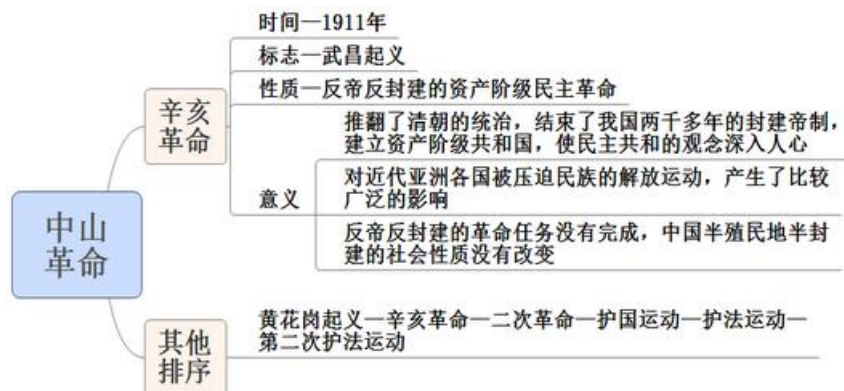 中山
革命
辛亥
革命
时间—1911年
标志—武昌起义
性质—反帝反封建的资产阶级民主革命
意义
推翻了清朝的统治，结束了我国两千多年的封建帝制，
建立资产阶级共和国，使民主共和的观念深入人心
对近代亚洲各国被压迫民族的解放运动，产生了比较
广泛的影响
反帝反封建的革命任务没有完成，中国半殖民地半封
建的社会性质没有改变
其他
排序
黄花岗起义—辛亥革命—二次革命—护国运动—护法运动—
第二次护法运动